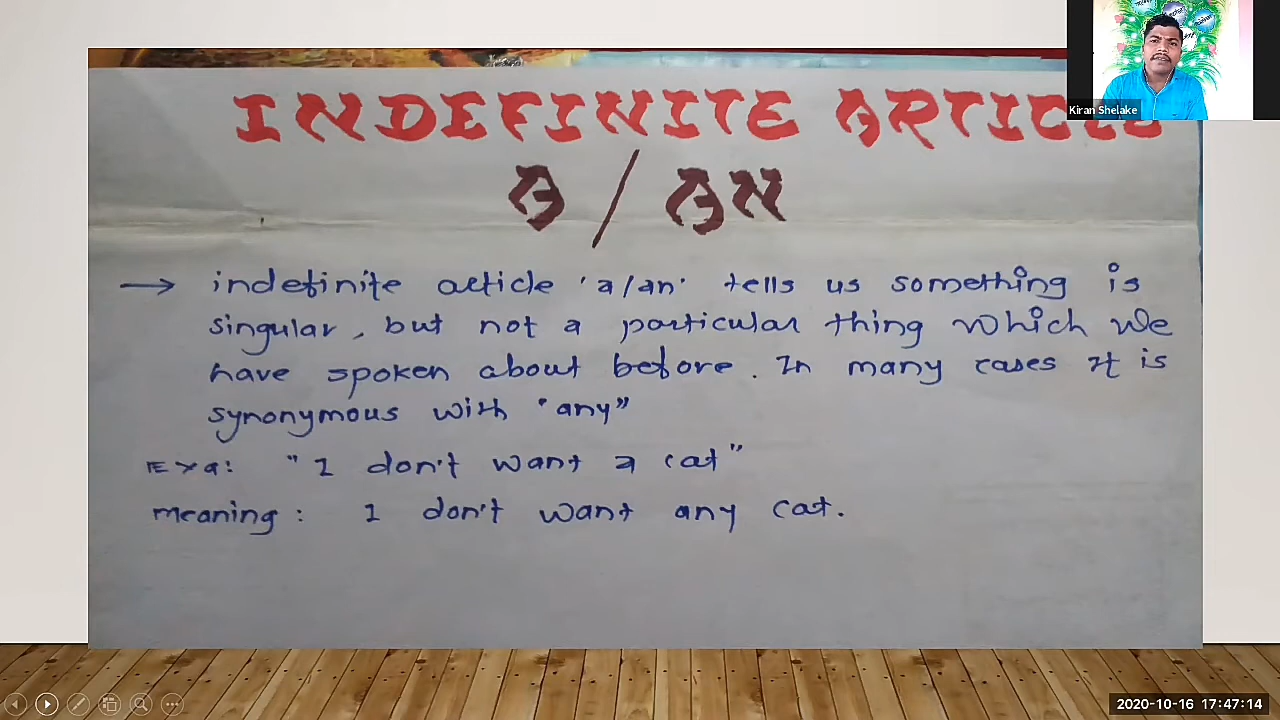 Kiran Shelake
INDEFINITE ARTICLE
A / AN
→ indefinite article 'a/an' tells us something is
singular, but not a particular thing which we
have spoken about before. In many cases it is
synonymous with "any"
Exa: "I don't want a cat"
meaning: I don't want any cat.
2020-10-16 17:47:14